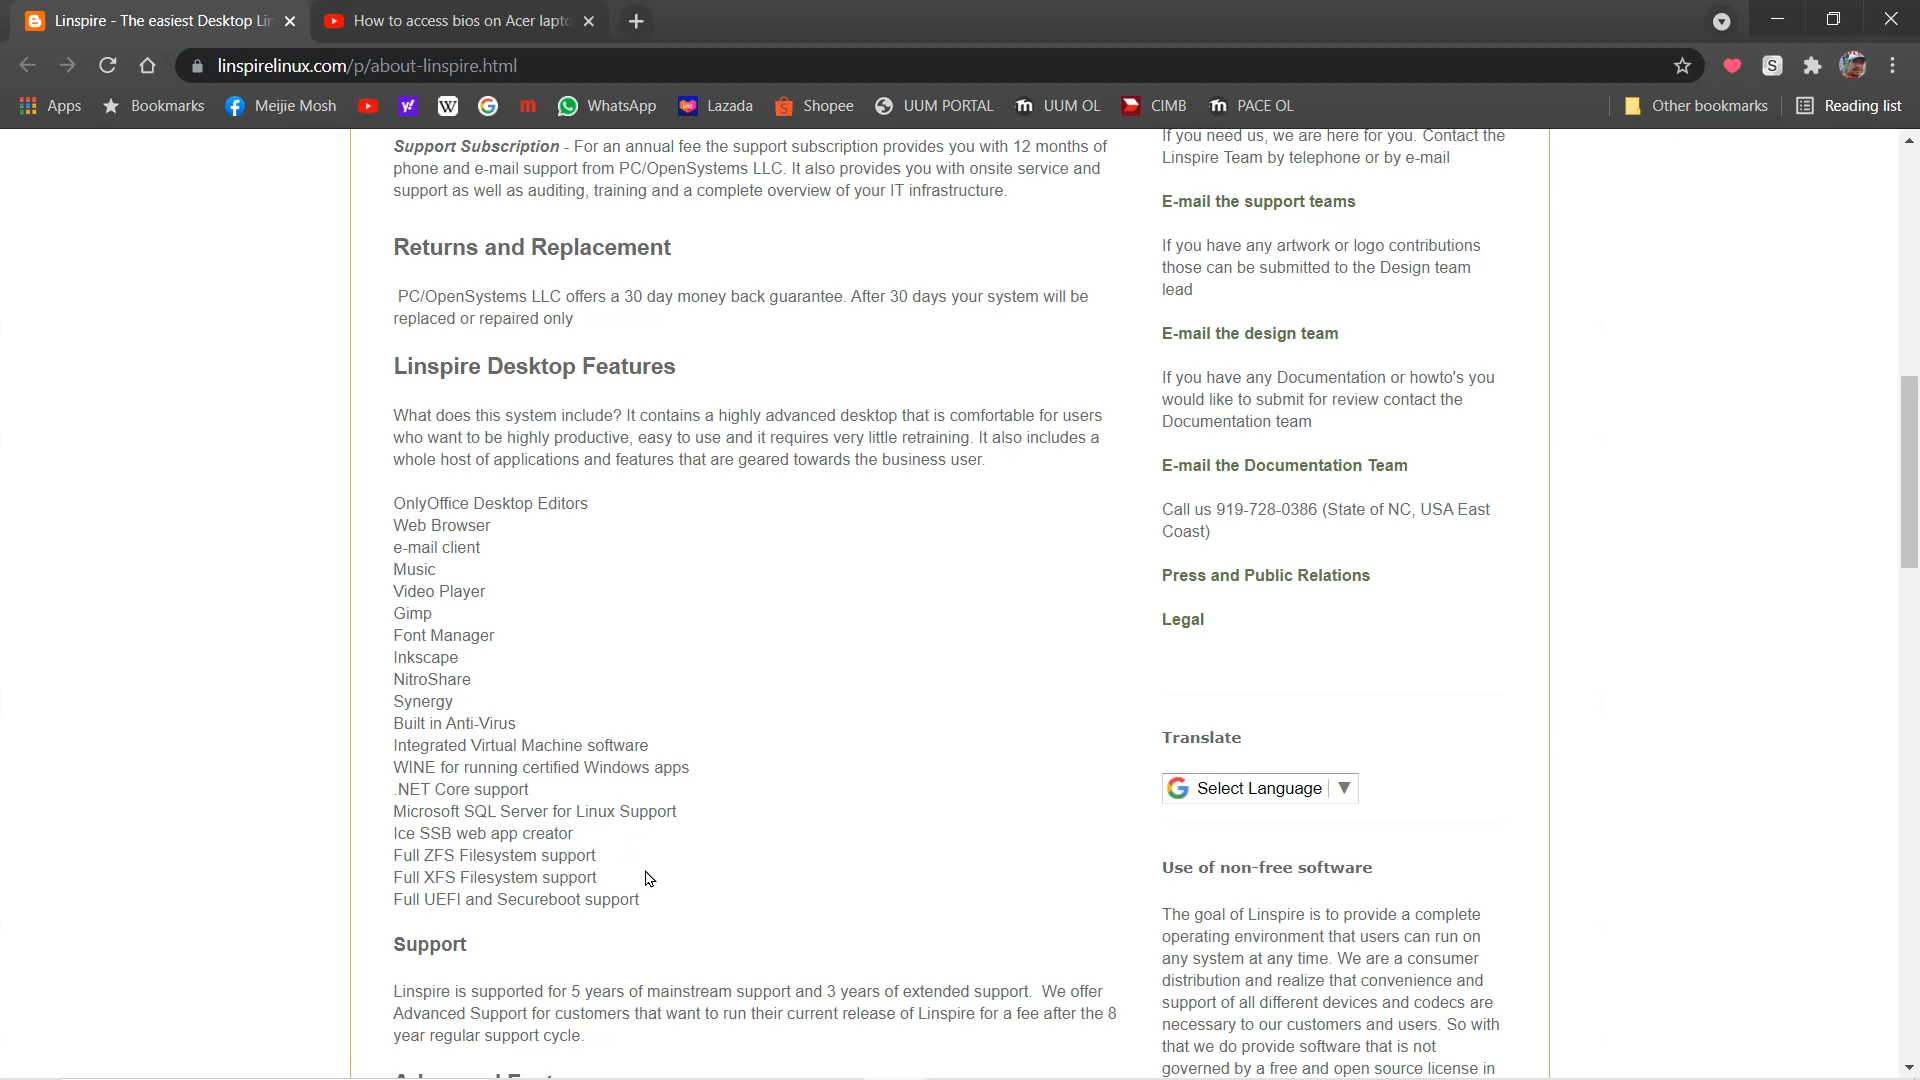 Linspire - The easiest Desktop Lin
How to access bios on Acer lapto
linspirelinux.com/p/about-linspire.html
Apps
Bookmarks
Meijie Mosh
WhatsApp
Lazada
Shopee
UUM PORTAL
UUM OL
CIMB
PACE OL
Other bookmarks
Reading list
Support Subscription - For an annual fee the support subscription provides you with 12 months of
phone and e-mail support from PC/OpenSystems LLC. It also provides you with onsite service and
support as well as auditing, training and a complete overview of your IT infrastructure.
Returns and Replacement
PC/OpenSystems LLC offers a 30 day money back guarantee. After 30 days your system will be
replaced or repaired only
Linspire Desktop Features
What does this system include? It contains a highly advanced desktop that is comfortable for users
who want to be highly productive, easy to use and it requires very little retraining. It also includes a
whole host of applications and features that are geared towards the business user.
OnlyOffice Desktop Editors
Web Browser
e-mail client
Music
Video Player
Gimp
Font Manager
Inkscape
NitroShare
Synergy
Built in Anti-Virus
Integrated Virtual Machine software
WINE for running certified Windows apps
.NET Core support
Microsoft SQL Server for Linux Support
Ice SSB web app creator
Full ZFS Filesystem support
Full XFS Filesystem support
Full UEFI and Secureboot support
Support
Linspire is supported for 5 years of mainstream support and 3 years of extended support. We offer
Advanced Support for customers that want to run their current release of Linspire for a fee after the 8
year regular support cycle.
If you need us, we are here for you. Contact the
Linspire Team by telephone or by e-mail
E-mail the support teams
If you have any artwork or logo contributions
those can be submitted to the Design team
lead
E-mail the design team
If you have any Documentation or howto's you
would like to submit for review contact the
Documentation team
E-mail the Documentation Team
Call us 919-728-0386 (State of NC, USA East
Coast)
Press and Public Relations
Legal
Translate
Select Language
Use of non-free software
The goal of Linspire is to provide a complete
operating environment that users can run on
any system at any time. We are a consumer
distribution and realize that convenience and
support of all different devices and codecs are
necessary to our customers and users. So with
that we do provide software that is not
governed by a free and open source license in